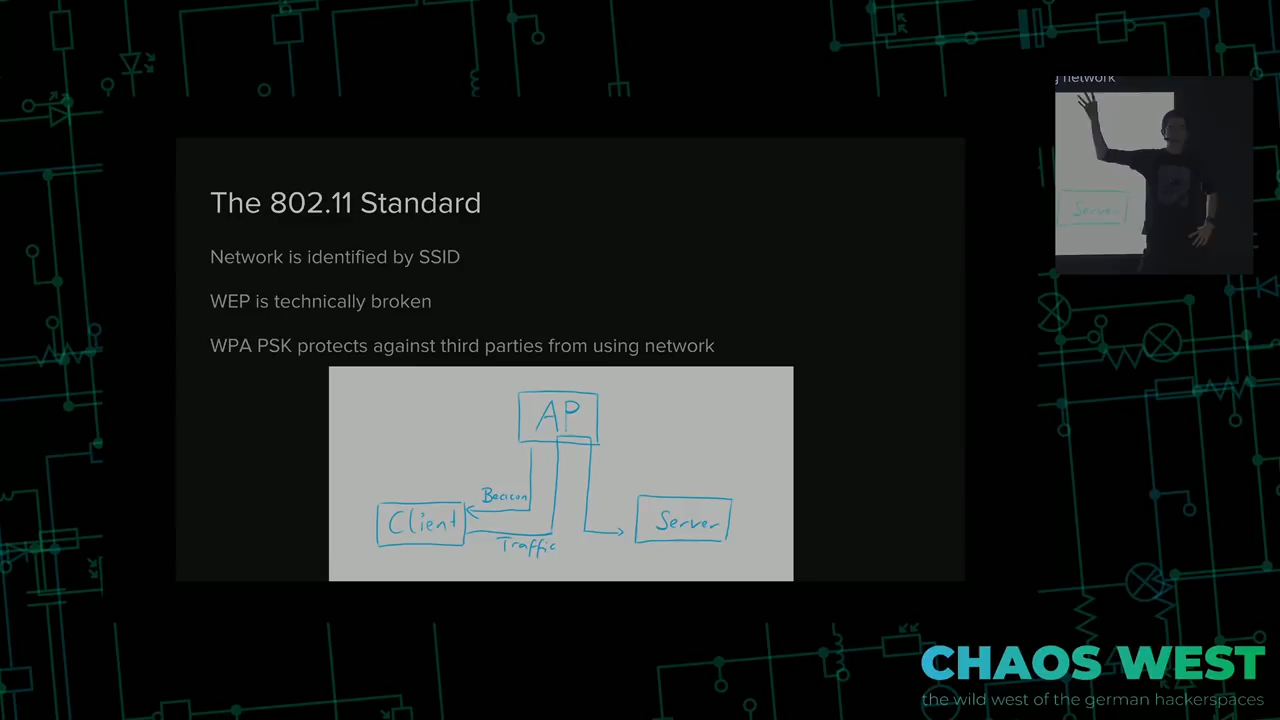 The 802.11 Standard
Network is identified by SSID
WEP is technically broken
WPA PSK protects against third parties from using network
AP
Beacon
Client
Traffic
Server
network
Server
CHAOS WEST
the wild west of the german hackerspaces